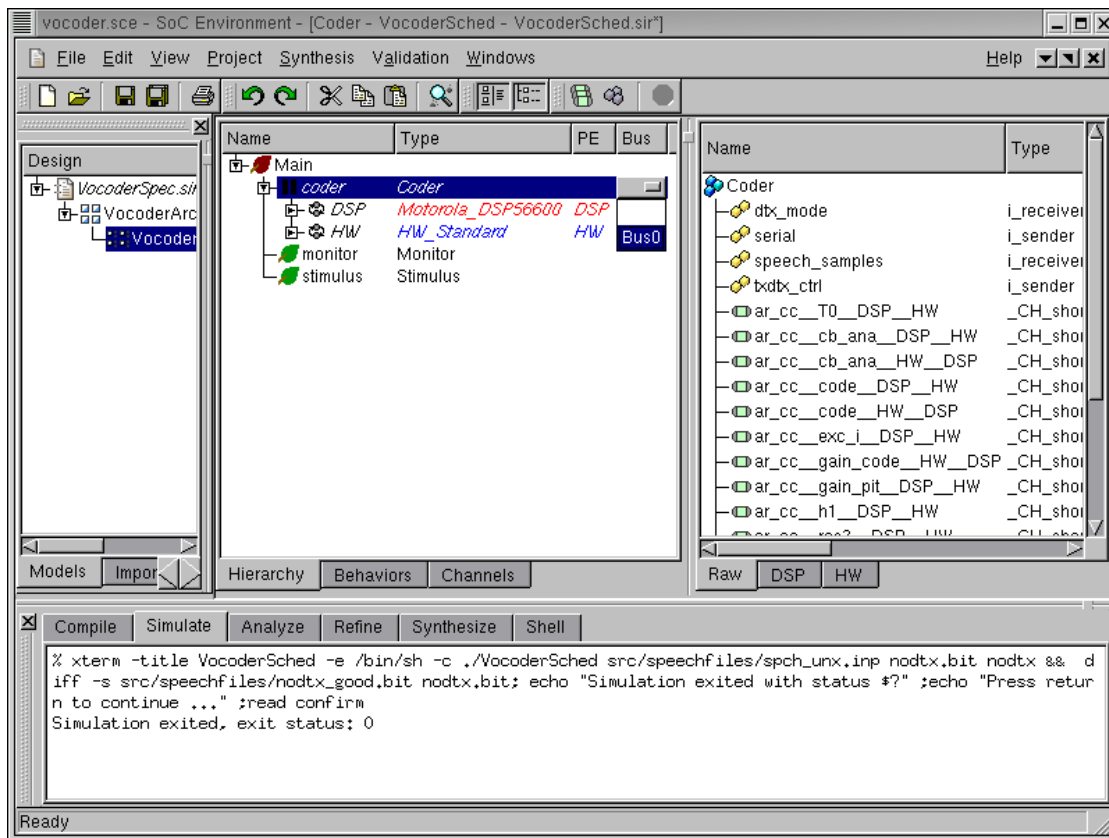 vocoder.sce - SoC Environment - [Coder - VocoderSched - VocoderSched.sir*]
File Edit View Project Synthesis Validation Windows Help
Design
VocoderSpec.sir
VocoderArc
Vocoder
Models Impor
Name Type PE Bus
Main
coder Coder
DSP Motorola_DSP56600 DSP
HW HW_Standard HW Bus0
monitor Monitor
stimulus Stimulus
Hierarchy Behaviors Channels
Name Type
Coder
dtx_mode i_receiver
serial i_sender
speech_samples i_receiver
txdtx_ctrl i_sender
ar_cc__T0__DSP__HW _CH_shor
ar_cc__cb_ana__DSP__HW _CH_shor
ar_cc__cb_ana__HW__DSP _CH_shor
ar_cc__code__DSP__HW _CH_shor
ar_cc__code__HW__DSP _CH_shor
ar_cc__exc_i__DSP__HW _CH_shor
ar_cc__gain_code__HW__DSP _CH_shor
ar_cc__gain_pit__DSP__HW _CH_shor
ar_cc__h1__DSP__HW _CH_shor
Raw DSP HW
Compile Simulate Analyze Refine Synthesize Shell
% xterm -title VocoderSched -e /bin/sh -c ./VocoderSched src/speechfiles/spch_unx.inp nodtx.bit nodtx && d
iff -s src/speechfiles/nodtx_good.bit nodtx.bit; echo "Simulation exited with status $?" ;echo "Press retur
n to continue ..." ;read confirm
Simulation exited, exit status: 0
Ready